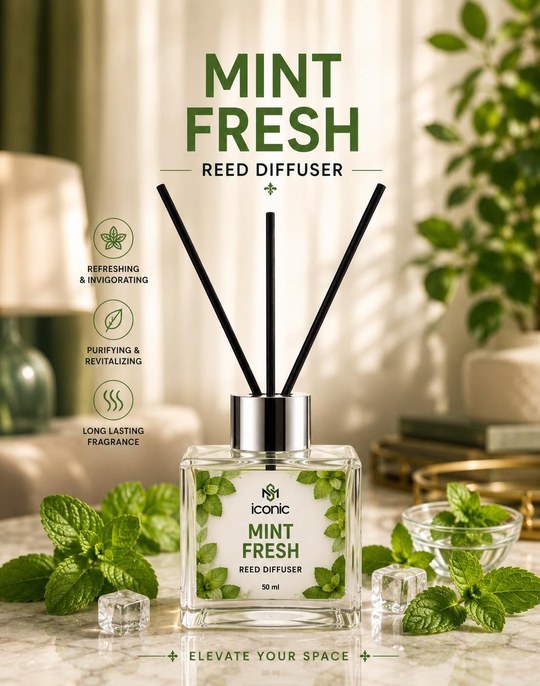 MINT
FRESH
REED DIFFUSER
REFRESHING
& INVIGORATING
PURIFYING &
REVITALIZING
LONG LASTING
FRAGRANCE
iconic
MINT
FRESH
REED DIFFUSER
50 ml
ELEVATE YOUR SPACE